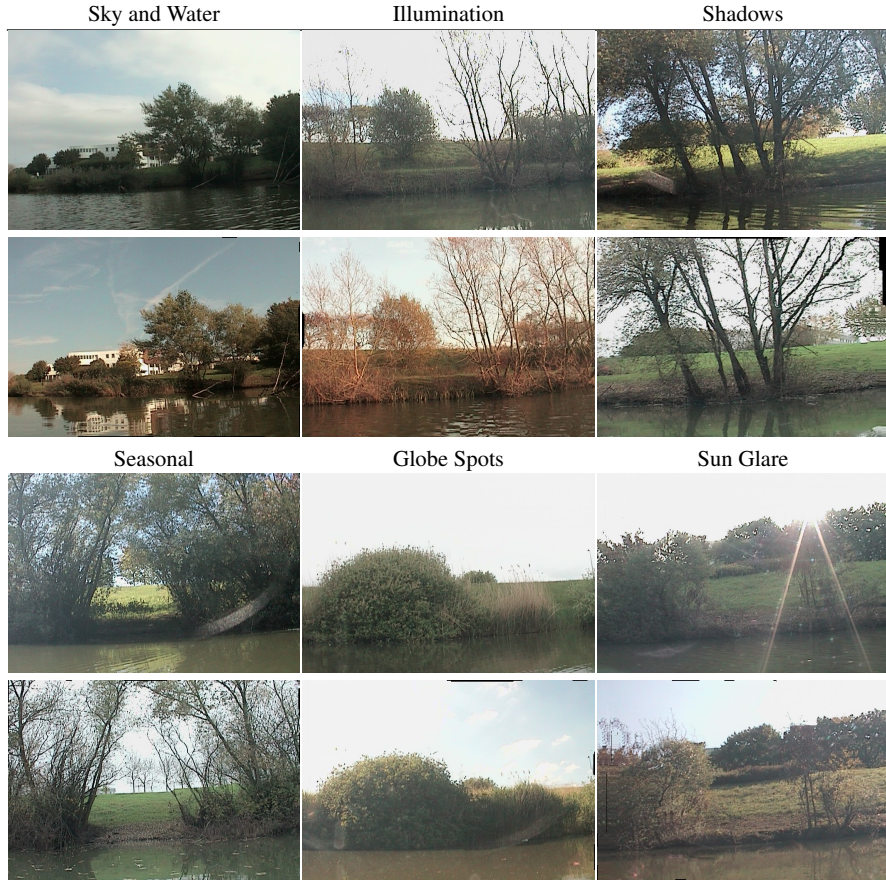 Sky and Water
Illumination
Shadows
Seasonal
Globe Spots
Sun Glare